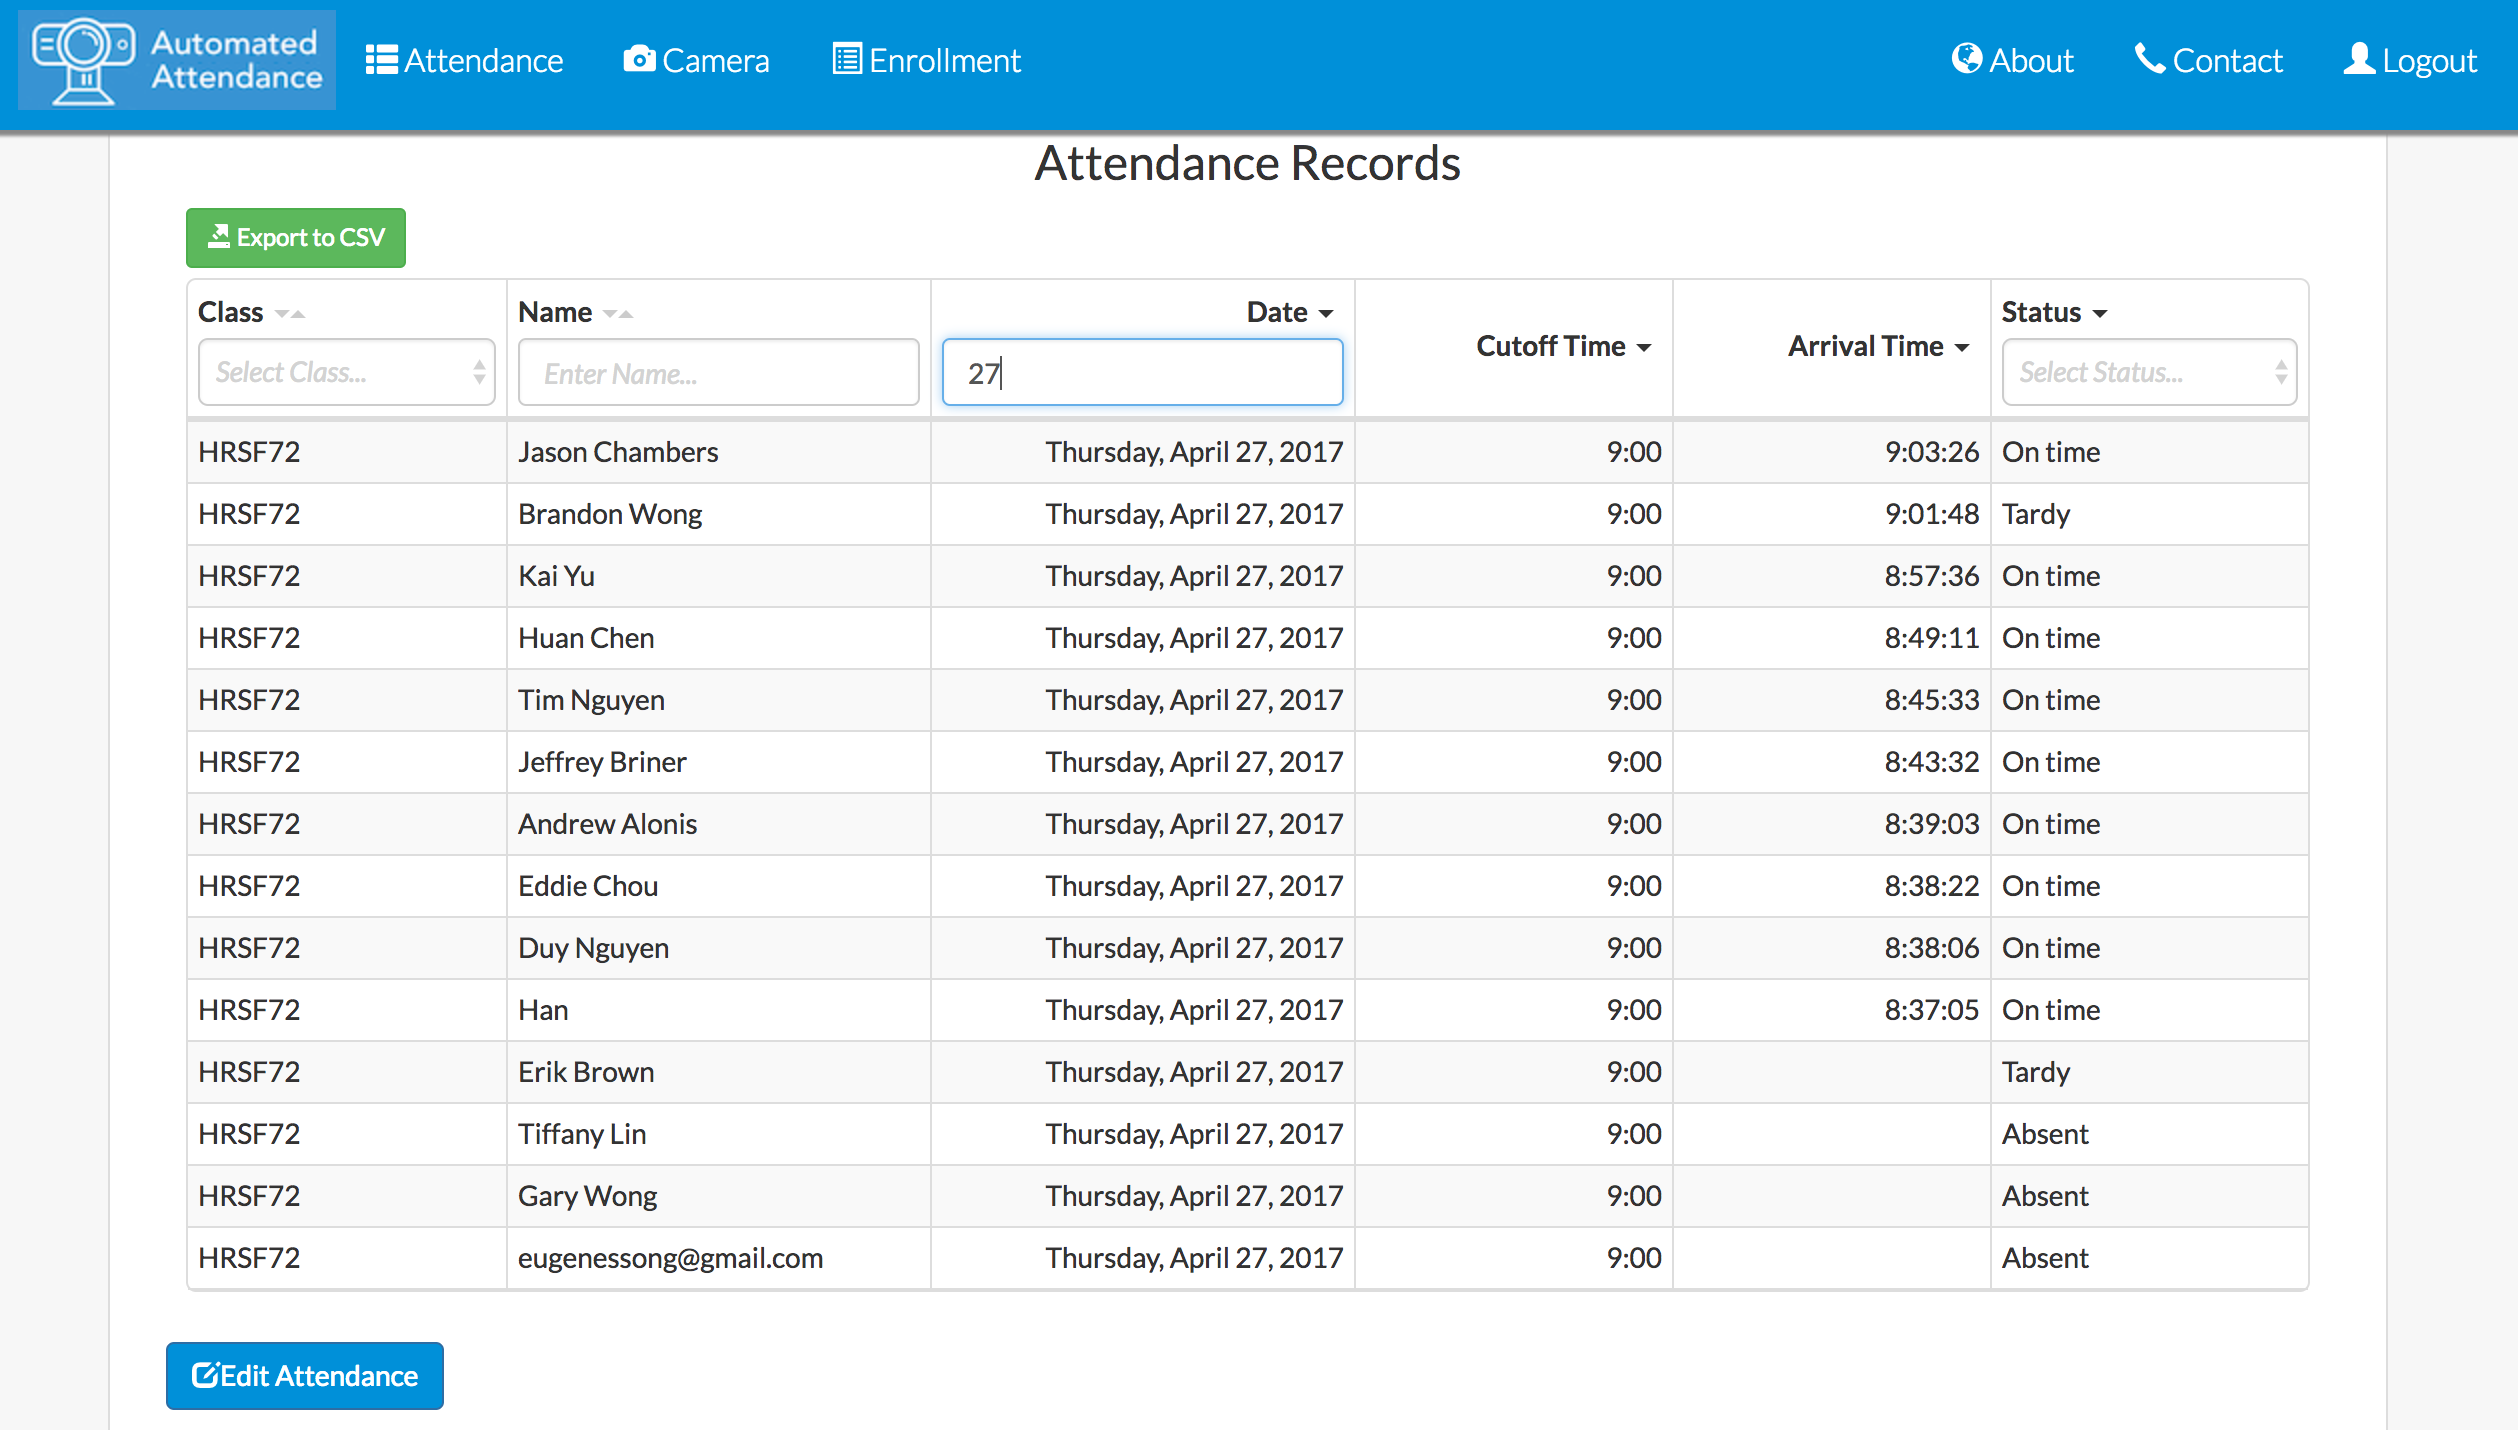 Automated Attendance
Attendance Camera Enrollment About Contact Logout
Attendance Records
Export to CSV
Class Name Date Cutoff Time Arrival Time Status
Select Class... Enter Name... 27 Select Status...
HRSF72 Jason Chambers Thursday, April 27, 2017 9:00 9:03:26 On time
HRSF72 Brandon Wong Thursday, April 27, 2017 9:00 9:01:48 Tardy
HRSF72 Kai Yu Thursday, April 27, 2017 9:00 8:57:36 On time
HRSF72 Huan Chen Thursday, April 27, 2017 9:00 8:49:11 On time
HRSF72 Tim Nguyen Thursday, April 27, 2017 9:00 8:45:33 On time
HRSF72 Jeffrey Briner Thursday, April 27, 2017 9:00 8:43:32 On time
HRSF72 Andrew Alonis Thursday, April 27, 2017 9:00 8:39:03 On time
HRSF72 Eddie Chou Thursday, April 27, 2017 9:00 8:38:22 On time
HRSF72 Duy Nguyen Thursday, April 27, 2017 9:00 8:38:06 On time
HRSF72 Han Thursday, April 27, 2017 9:00 8:37:05 On time
HRSF72 Erik Brown Thursday, April 27, 2017 9:00 Tardy
HRSF72 Tiffany Lin Thursday, April 27, 2017 9:00 Absent
HRSF72 Gary Wong Thursday, April 27, 2017 9:00 Absent
HRSF72 eugenessong@gmail.com Thursday, April 27, 2017 9:00 Absent
Edit Attendance